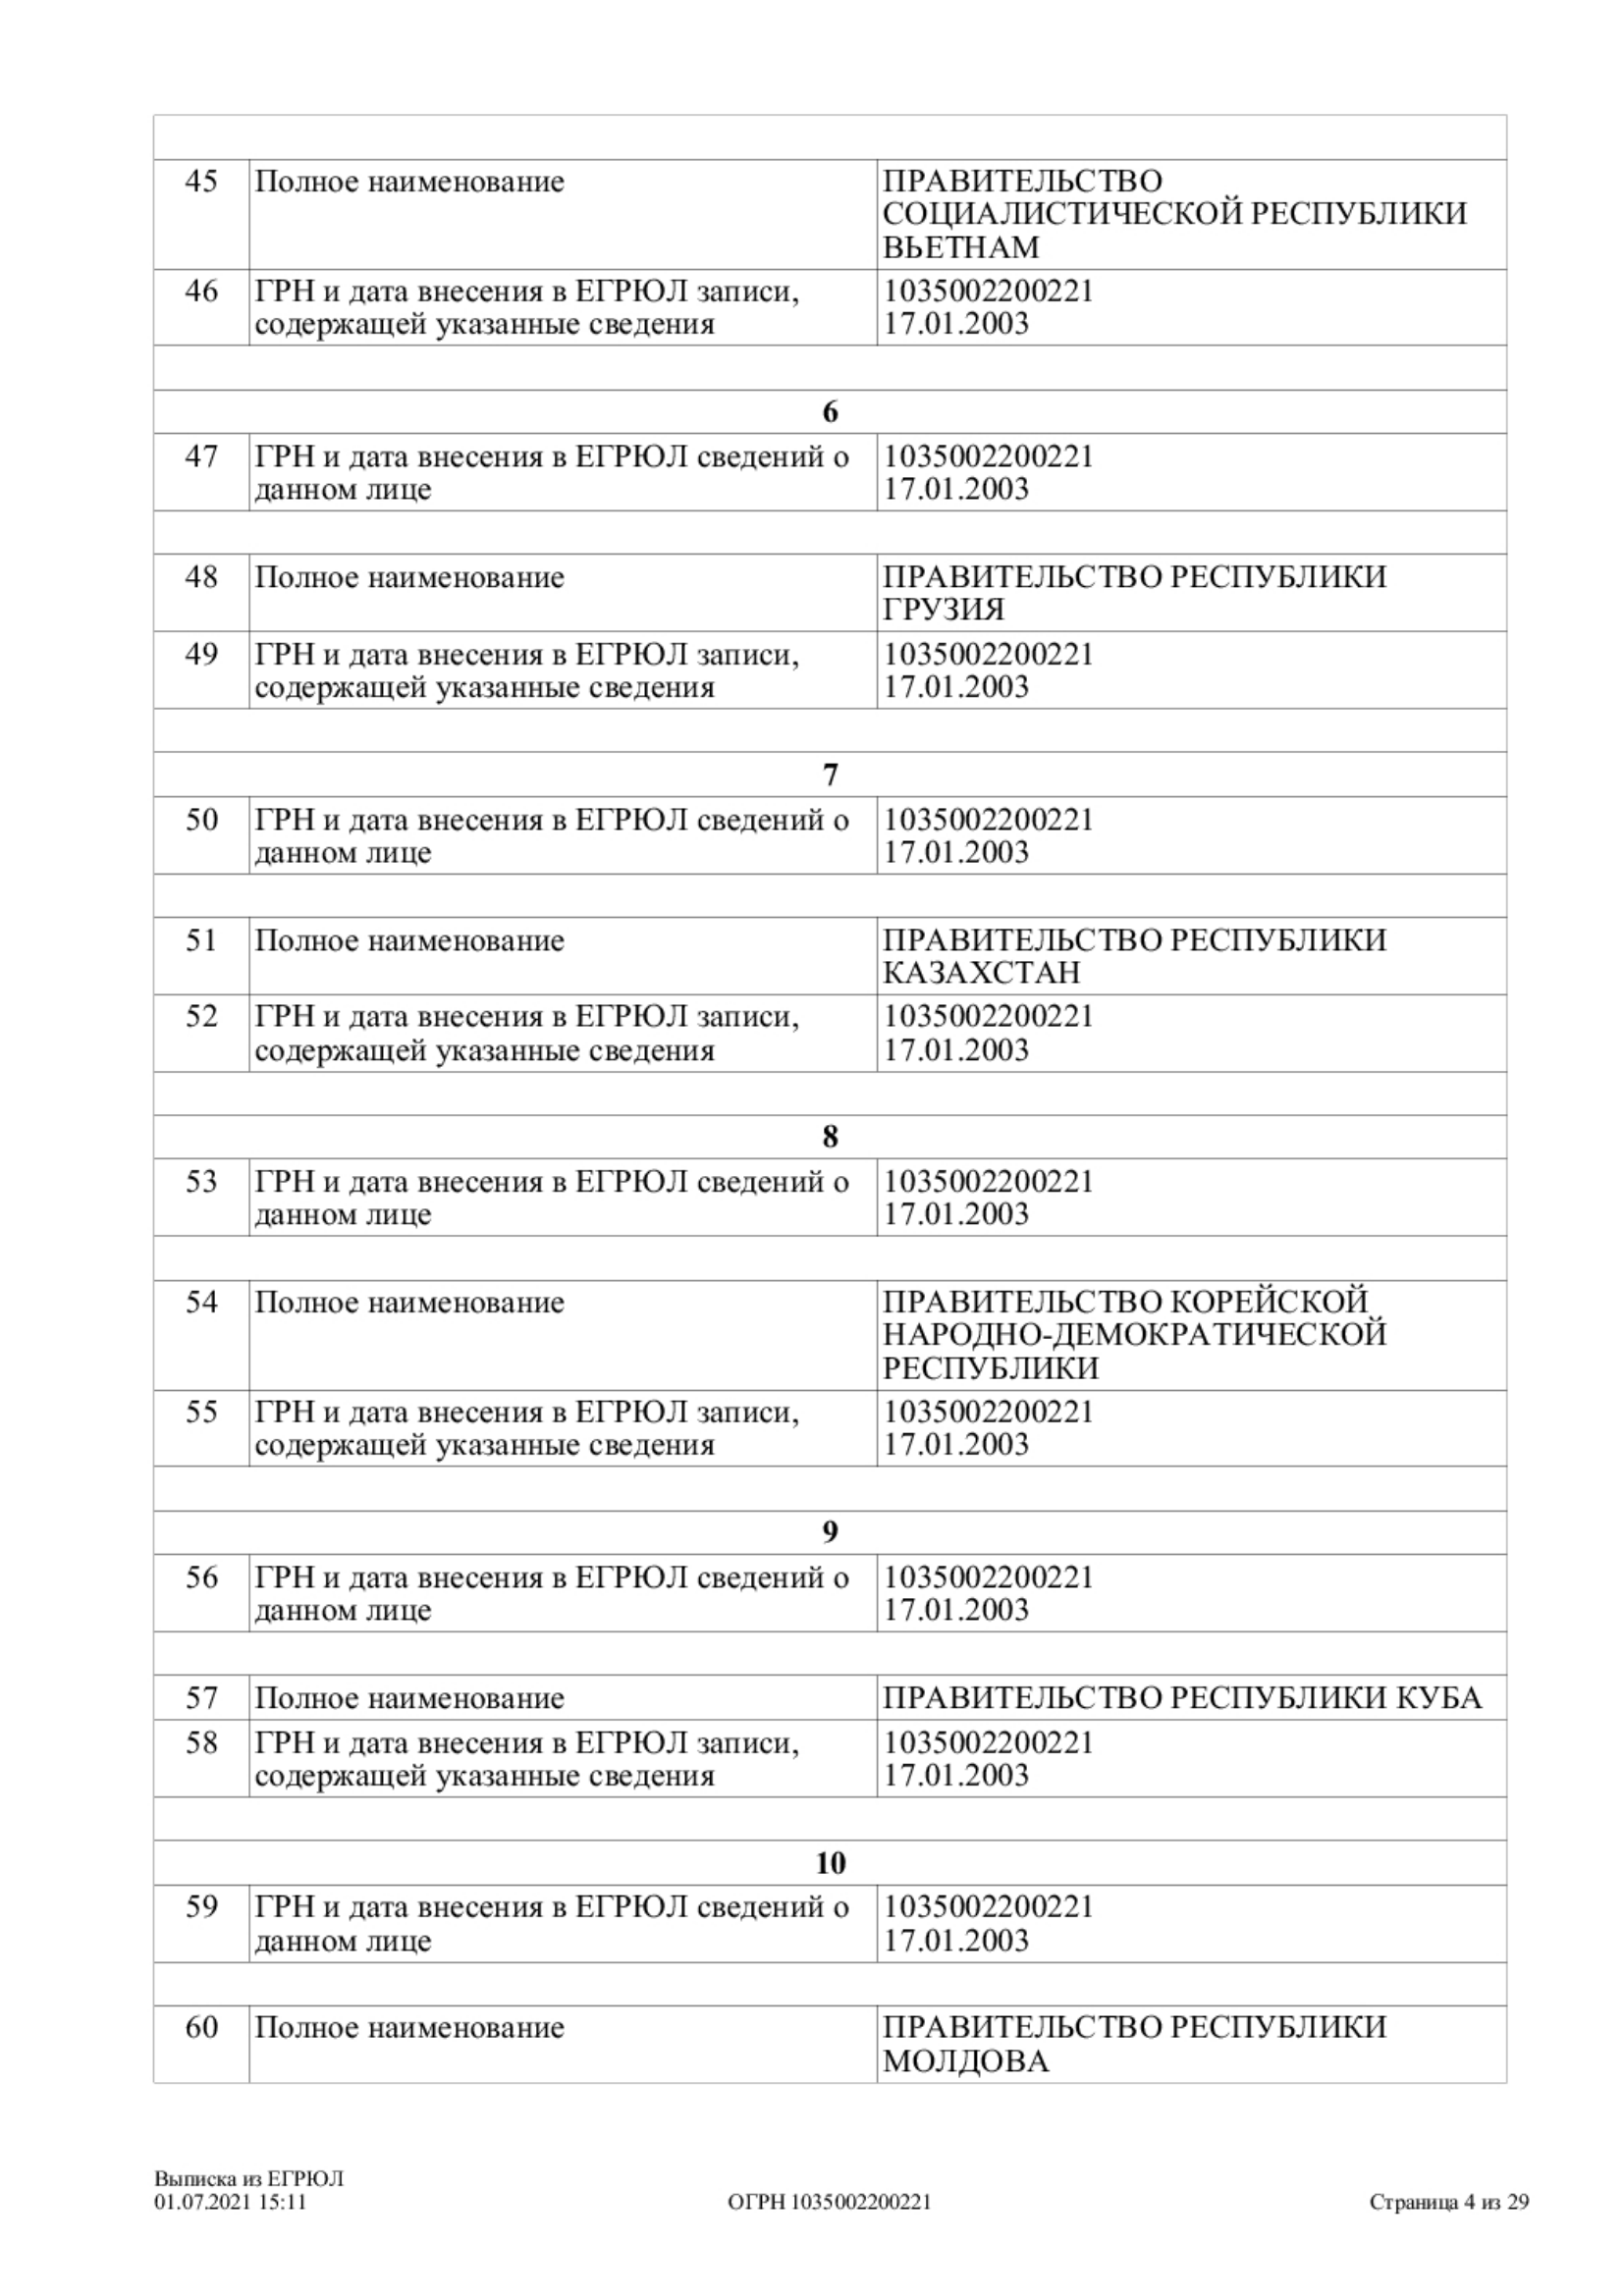 45 Полное наименование ПРАВИТЕЛЬСТВО
СОЦИАЛИСТИЧЕСКОЙ РЕСПУБЛИКИ
ВЬЕТНАМ
46 ГРН и дата внесения в ЕГРЮЛ записи, 1035002200221
содержащей указанные сведения 17.01.2003
6
47 ГРН и дата внесения в ЕГРЮЛ сведений о 1035002200221
данном лице 17.01.2003
48 Полное наименование ПРАВИТЕЛЬСТВО РЕСПУБЛИКИ
ГРУЗИЯ
49 ГРН и дата внесения в ЕГРЮЛ записи, 1035002200221
содержащей указанные сведения 17.01.2003
7
50 ГРН и дата внесения в ЕГРЮЛ сведений о 1035002200221
данном лице 17.01.2003
51 Полное наименование ПРАВИТЕЛЬСТВО РЕСПУБЛИКИ
КАЗАХСТАН
52 ГРН и дата внесения в ЕГРЮЛ записи, 1035002200221
содержащей указанные сведения 17.01.2003
8
53 ГРН и дата внесения в ЕГРЮЛ сведений о 1035002200221
данном лице 17.01.2003
54 Полное наименование ПРАВИТЕЛЬСТВО КОРЕЙСКОЙ
НАРОДНО-ДЕМОКРАТИЧЕСКОЙ
РЕСПУБЛИКИ
55 ГРН и дата внесения в ЕГРЮЛ записи, 1035002200221
содержащей указанные сведения 17.01.2003
9
56 ГРН и дата внесения в ЕГРЮЛ сведений о 1035002200221
данном лице 17.01.2003
57 Полное наименование ПРАВИТЕЛЬСТВО РЕСПУБЛИКИ КУБА
58 ГРН и дата внесения в ЕГРЮЛ записи, 1035002200221
содержащей указанные сведения 17.01.2003
10
59 ГРН и дата внесения в ЕГРЮЛ сведений о 1035002200221
данном лице 17.01.2003
60 Полное наименование ПРАВИТЕЛЬСТВО РЕСПУБЛИКИ
МОЛДОВА
Выписка из ЕГРЮЛ
01.07.2021 15:11 ОГРН 1035002200221 Страница 4 из 29